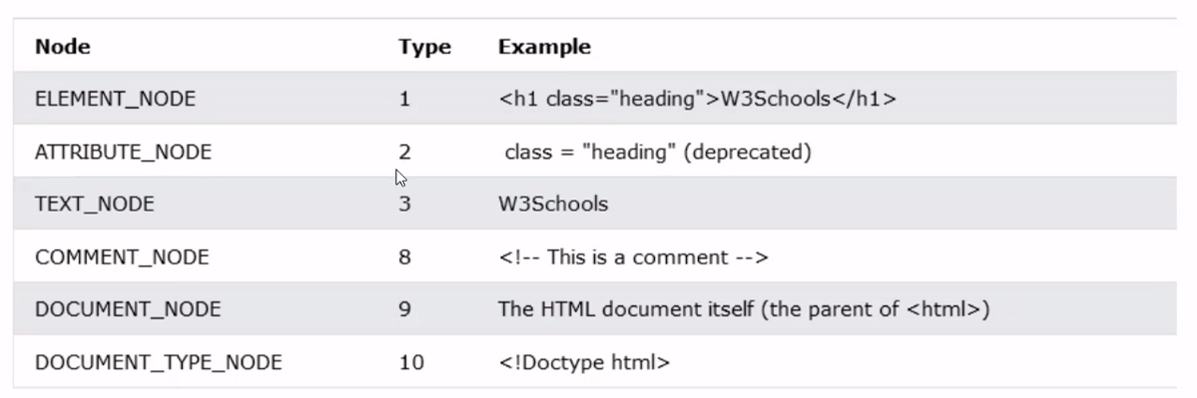 Node Type Example
ELEMENT_NODE 1 <h1 class="heading">W3Schools</h1>
ATTRIBUTE_NODE 2 class = "heading" (deprecated)
TEXT_NODE 3 W3Schools
COMMENT_NODE 8 <!-- This is a comment -->
DOCUMENT_NODE 9 The HTML document itself (the parent of <html>)
DOCUMENT_TYPE_NODE 10 <!Doctype html>